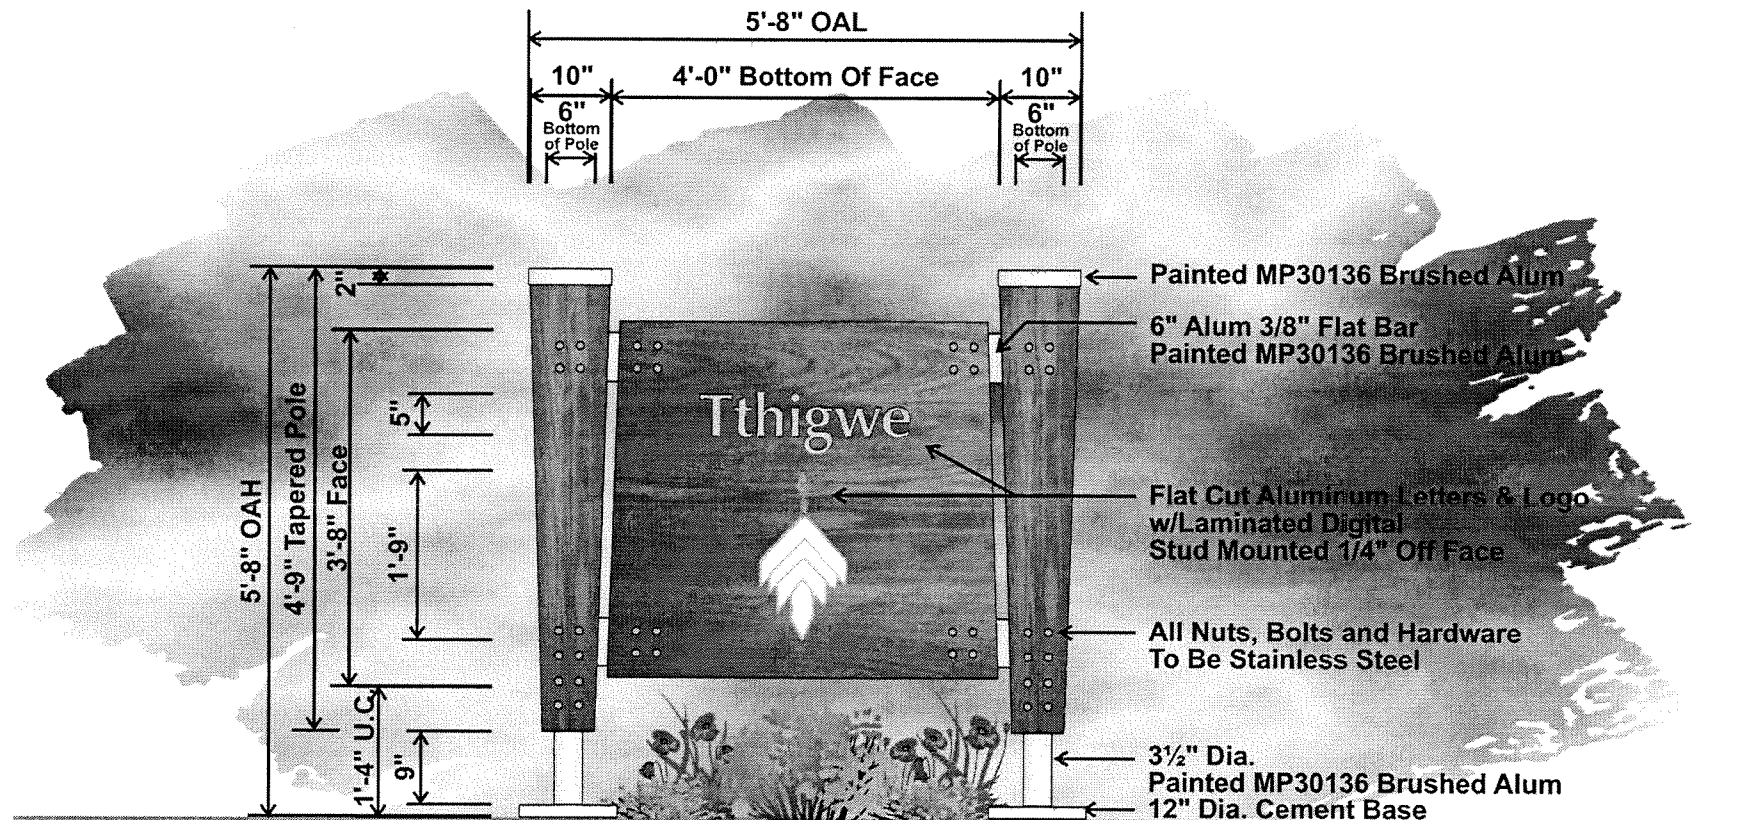 5'-8" OAL
10" 4'-0" Bottom Of Face 10"
6" 6"
Bottom Bottom
of Pole of Pole
2"
Painted MP30136 Brushed Alum
6" Alum 3/8" Flat Bar
Painted MP30136 Brushed Alum
5'-8" OAH
4'-9" Tapered Pole
3'-8" Face
5"
1'-9"
Tthigwe
Flat Cut Aluminum Letters & Logo
w/Laminated Digital
Stud Mounted 1/4" Off Face
All Nuts, Bolts and Hardware
To Be Stainless Steel
1'-4" U.C.
9"
3½" Dia.
Painted MP30136 Brushed Alum
12" Dia. Cement Base